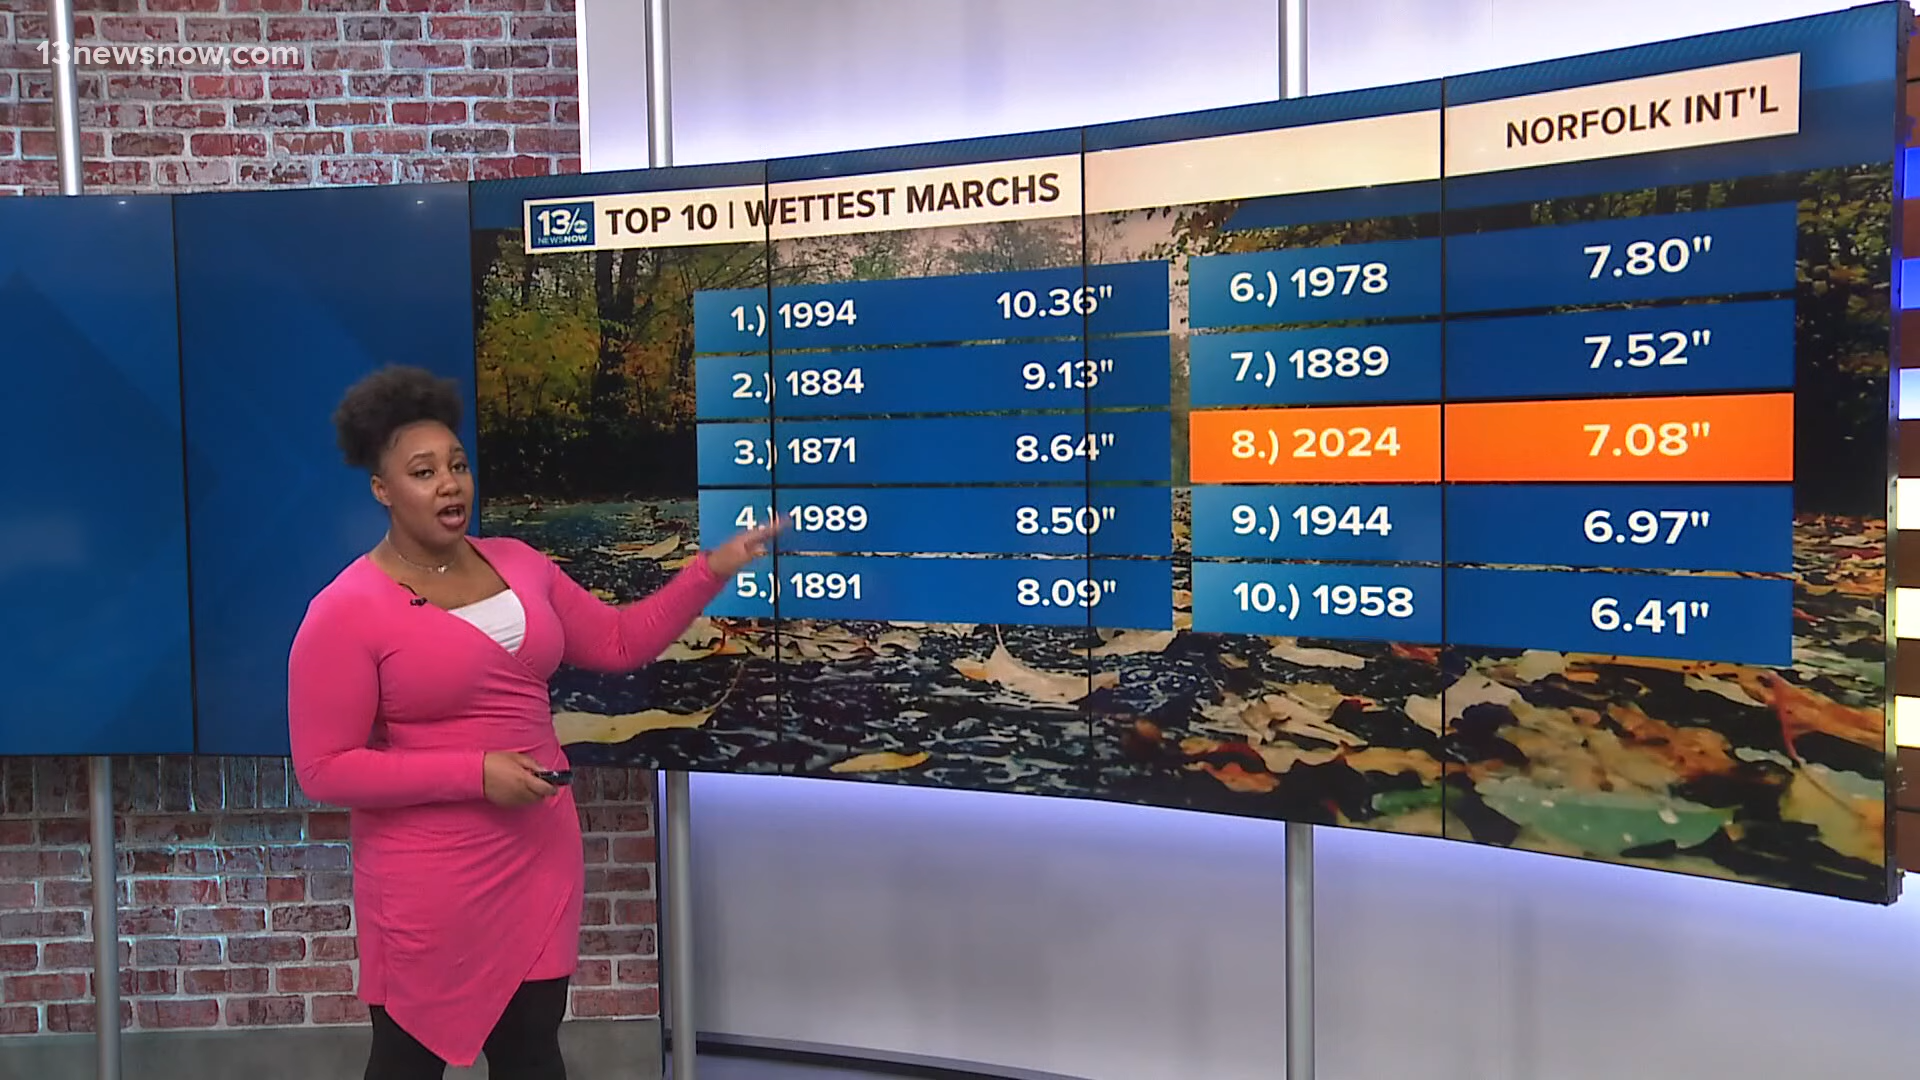 13newsnow.com
NORFOLK INT'L
13/abc NEWSNOW
TOP 10 | WETTEST MARCHS
1.) 1994 10.36"
2.) 1884 9.13"
3.) 1871 8.64"
4.) 1989 8.50"
5.) 1891 8.09"
6.) 1978 7.80"
7.) 1889 7.52"
8.) 2024 7.08"
9.) 1944 6.97"
10.) 1958 6.41"